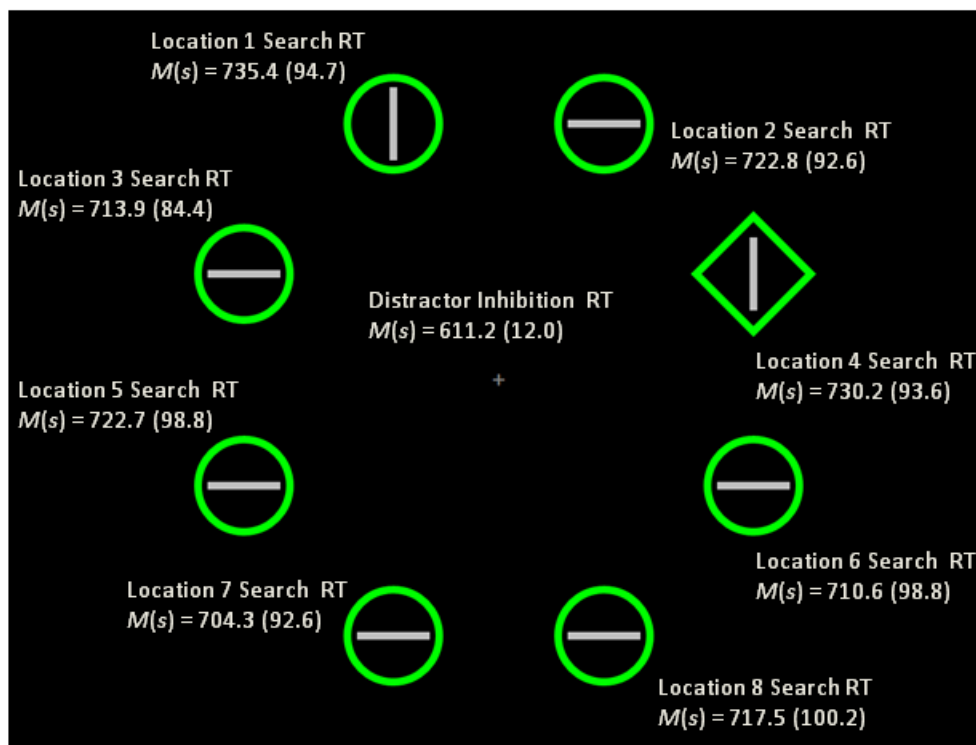 Location 1 Search RT
M(s) = 735.4 (94.7)
Location 2 Search RT
M(s) = 722.8 (92.6)
Location 3 Search RT
M(s) = 713.9 (84.4)
Distractor Inhibition RT
M(s) = 611.2 (12.0)
Location 4 Search RT
M(s) = 730.2 (93.6)
Location 5 Search RT
M(s) = 722.7 (98.8)
Location 6 Search RT
M(s) = 710.6 (98.8)
Location 7 Search RT
M(s) = 704.3 (92.6)
Location 8 Search RT
M(s) = 717.5 (100.2)